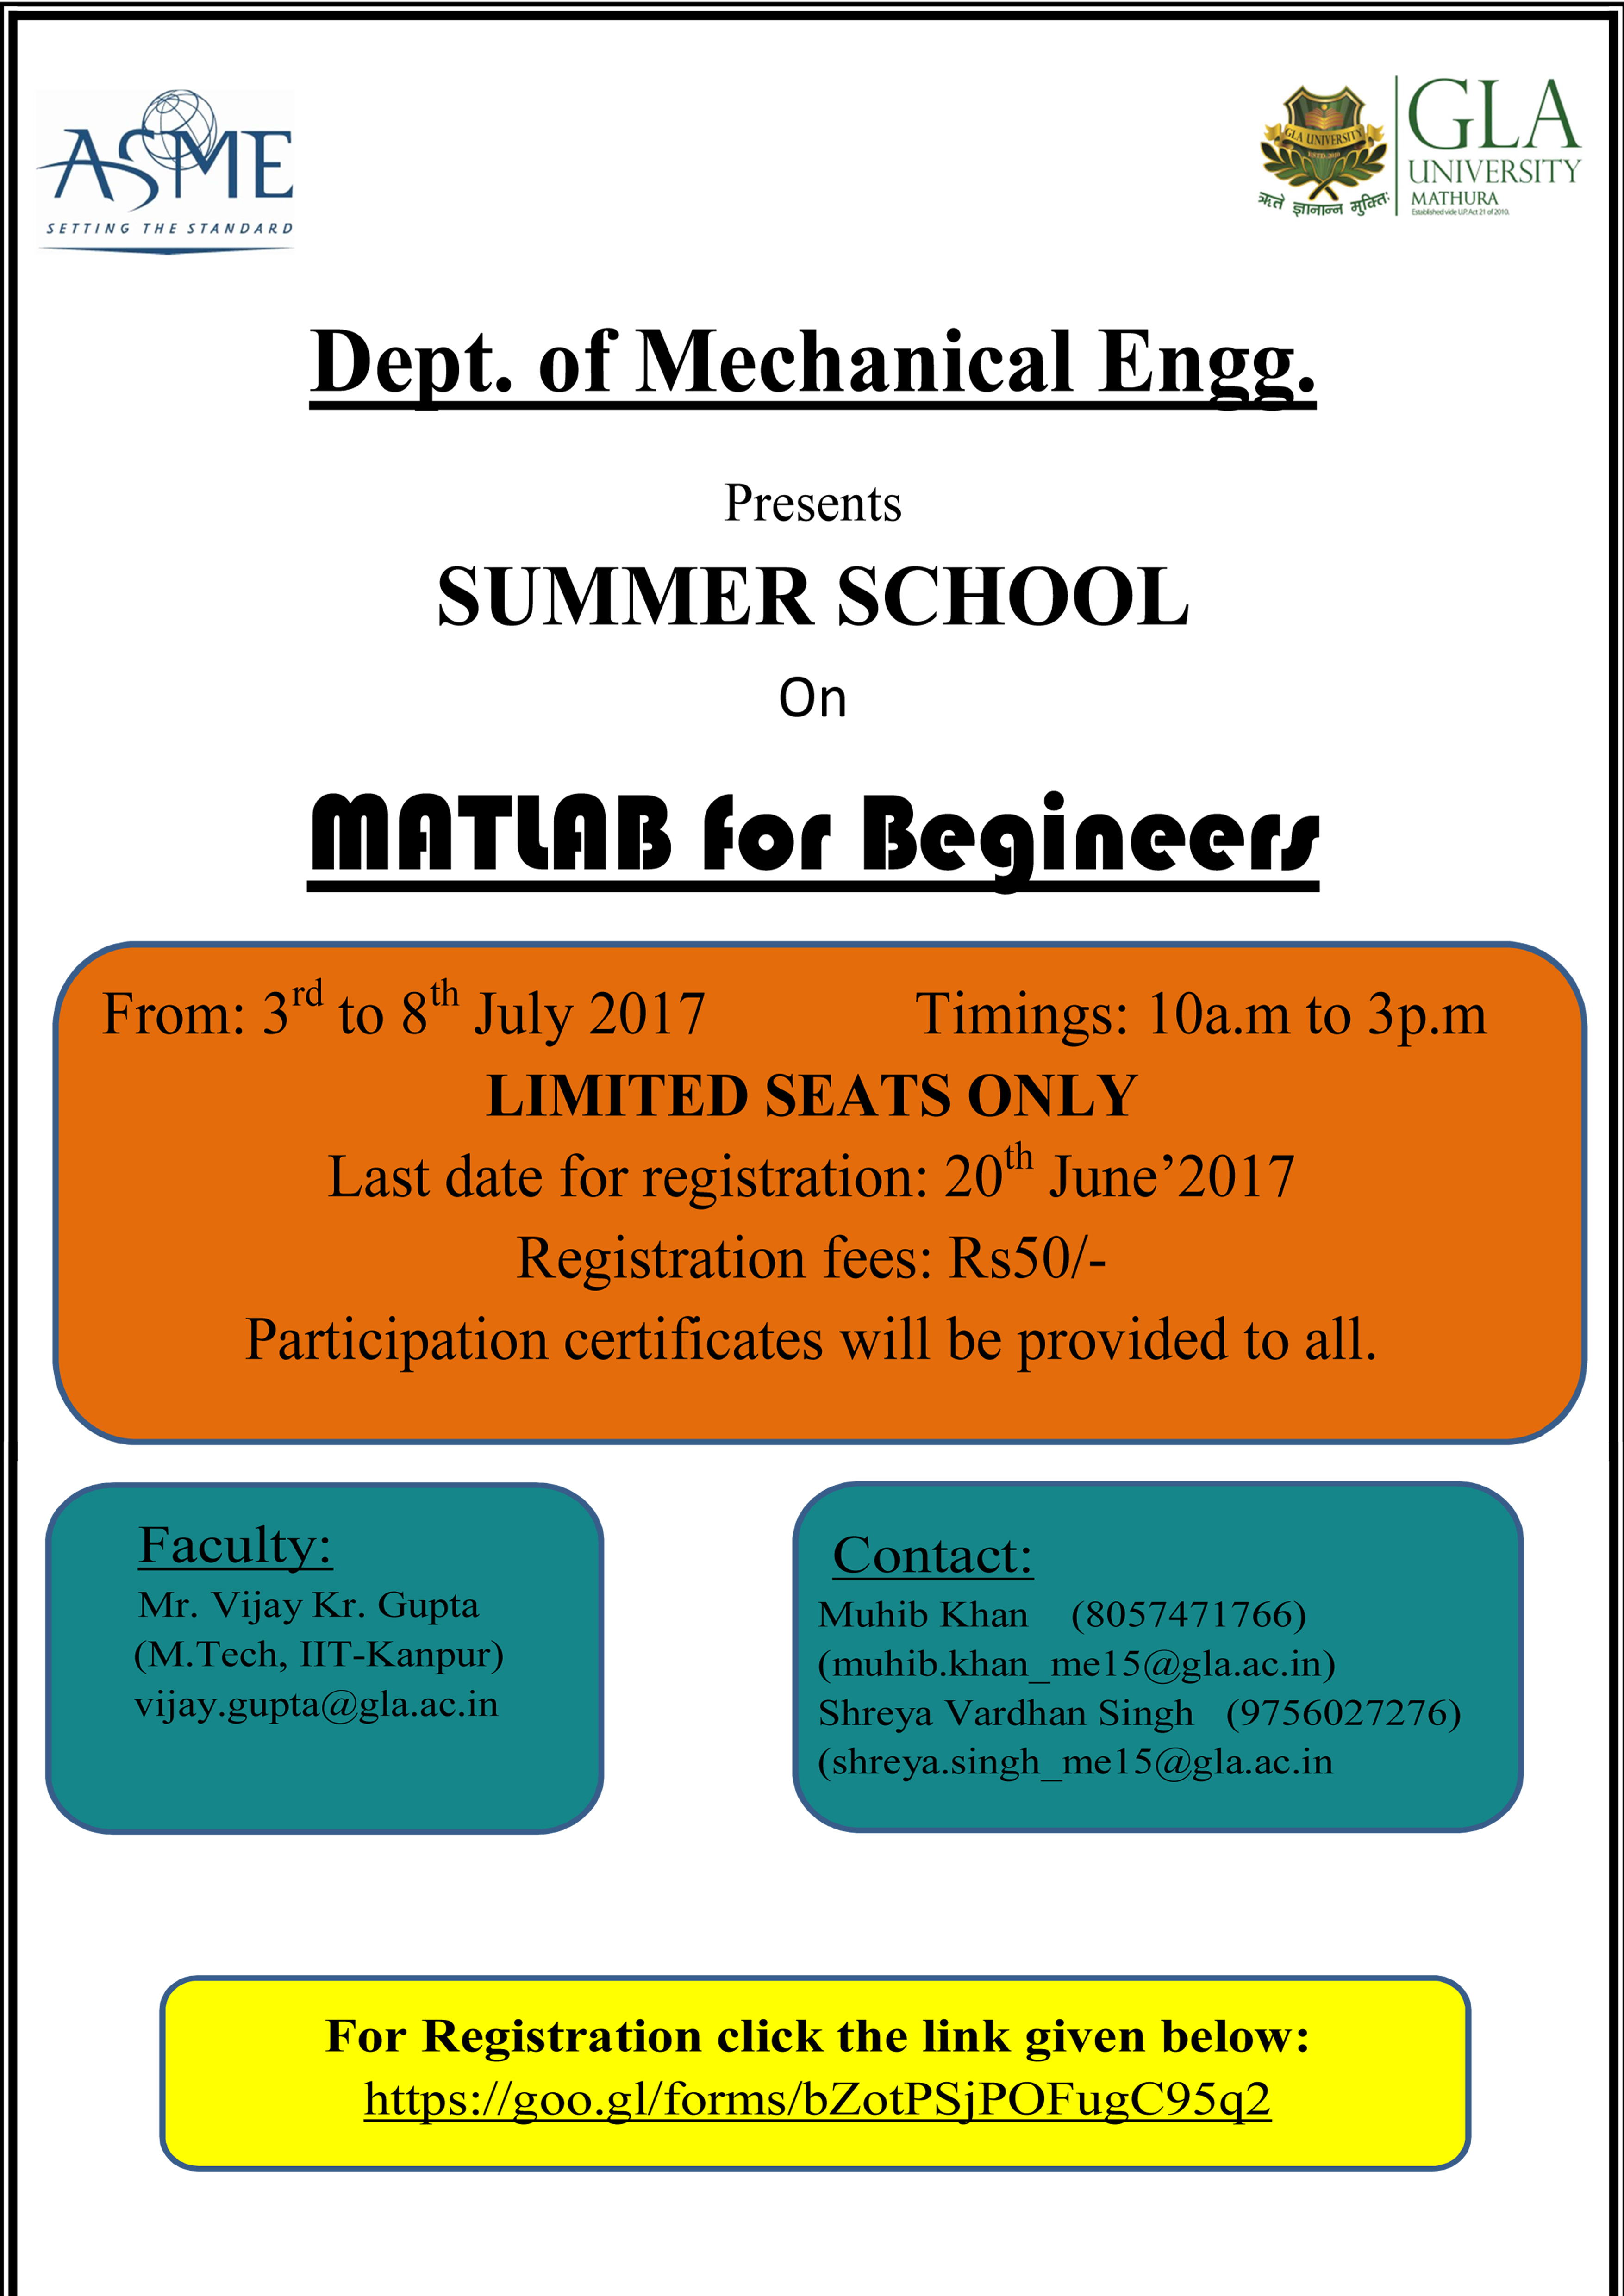 ASME
SETTING THE STANDARD
GLA UNIVERSITY
ESTD. 2010
ऋते ज्ञानान्न मुक्तिः
GLA
UNIVERSITY
MATHURA
Established vide U.P. Act 21 of 2010.
Dept. of Mechanical Engg.
Presents
SUMMER SCHOOL
On
MATLAB for Begineers
From: 3rd to 8th July 2017 Timings: 10a.m to 3p.m
LIMITED SEATS ONLY
Last date for registration: 20th June’2017
Registration fees: Rs50/-
Participation certificates will be provided to all.
Faculty:
Mr. Vijay Kr. Gupta
(M.Tech, IIT-Kanpur)
vijay.gupta@gla.ac.in
Contact:
Muhib Khan (8057471766)
(muhib.khan_me15@gla.ac.in)
Shreya Vardhan Singh (9756027276)
(shreya.singh_me15@gla.ac.in
For Registration click the link given below:
https://goo.gl/forms/bZotPSjPOFugC95q2